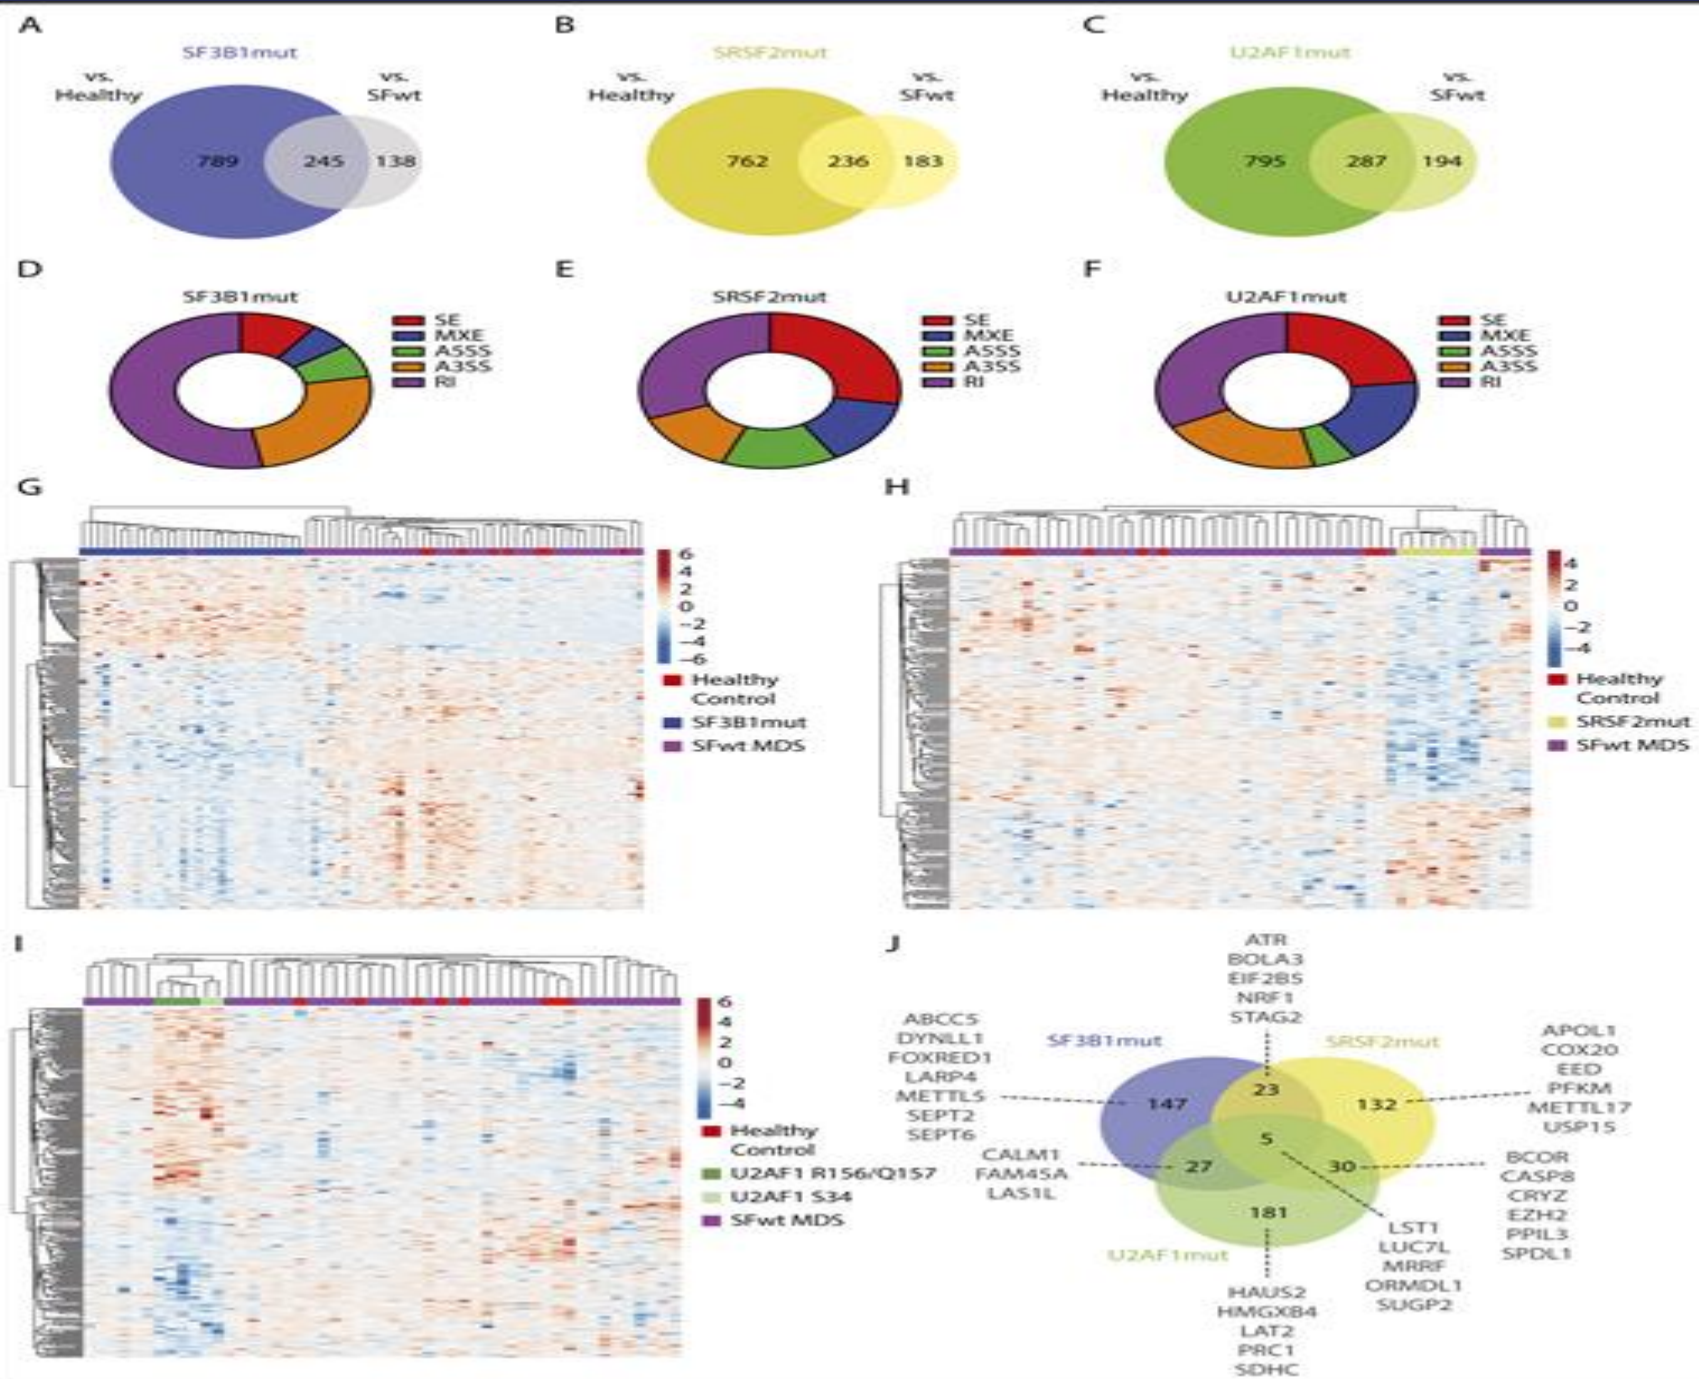 A
SF3B1mut
vs.
Healthy
vs.
SFwt
789
245
138
B
SRSF2mut
vs.
Healthy
vs.
SFwt
762
236
183
C
U2AF1mut
vs.
Healthy
vs.
SFwt
795
287
194
D
SF3B1mut
SE
MXE
A5SS
A3SS
RI
E
SRSF2mut
SE
MXE
A5SS
A3SS
RI
F
U2AF1mut
SE
MXE
A5SS
A3SS
RI
G
6
4
2
0
−2
−4
−6
Healthy
Control
SF3B1mut
SFwt MDS
H
4
2
0
−2
−4
Healthy
Control
SRSF2mut
SFwt MDS
I
6
4
2
0
−2
−4
Healthy
Control
U2AF1 R156/Q157
U2AF1 S34
SFwt MDS
J
ATR
BOLA3
EIF2B5
NRF1
STAG2
SF3B1mut
SRSF2mut
ABCC5
DYNLL1
FOXRED1
LARP4
METTL5
SEPT2
SEPT6
APOL1
COX20
EED
PFKM
METTL17
USP15
147
23
132
5
27
30
181
CALM1
FAM45A
LAS1L
BCOR
CASP8
CRYZ
EZH2
PPIL3
SPDL1
U2AF1mut
LST1
LUC7L
MRRF
ORMDL1
SUGP2
HAUS2
HMGXB4
LAT2
PRC1
SDHC